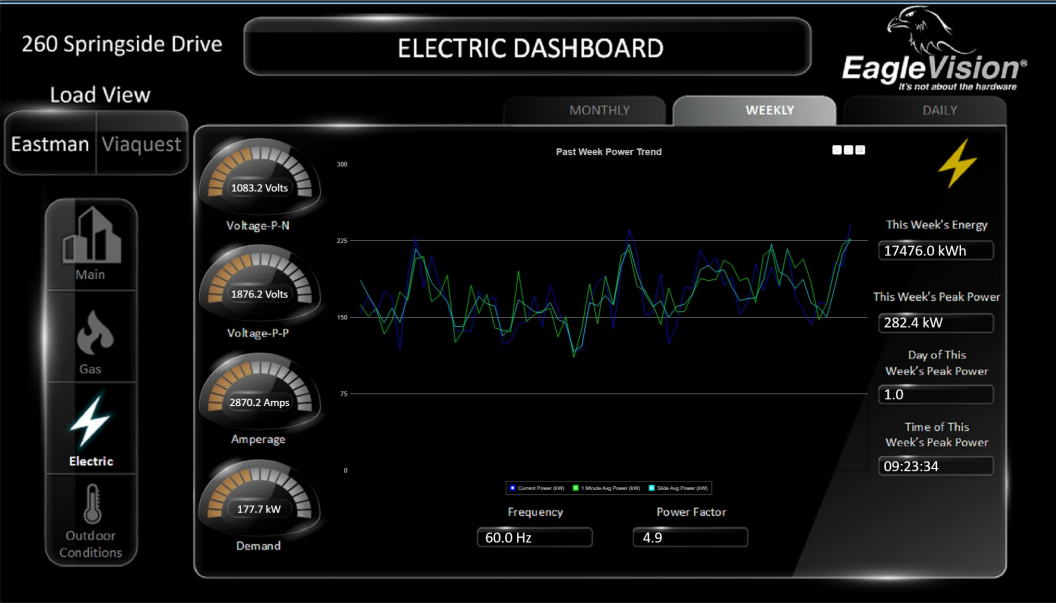 260 Springside Drive
ELECTRIC DASHBOARD
EagleVision®
It's not about the hardware
Load View
Eastman
Viaquest
MONTHLY
WEEKLY
DAILY
Main
Gas
Electric
Outdoor
Conditions
1083.2 Volts
Voltage-P-N
1876.2 Volts
Voltage-P-P
2870.2 Amps
Amperage
177.7 kW
Demand
Past Week Power Trend
300
225
150
75
0
Current Power (kW)
1 Minute Avg Power (kW)
Slide Avg Power (kW)
Frequency
60.0 Hz
Power Factor
4.9
This Week's Energy
17476.0 kWh
This Week's Peak Power
282.4 kW
Day of This
Week's Peak Power
1.0
Time of This
Week's Peak Power
09:23:34